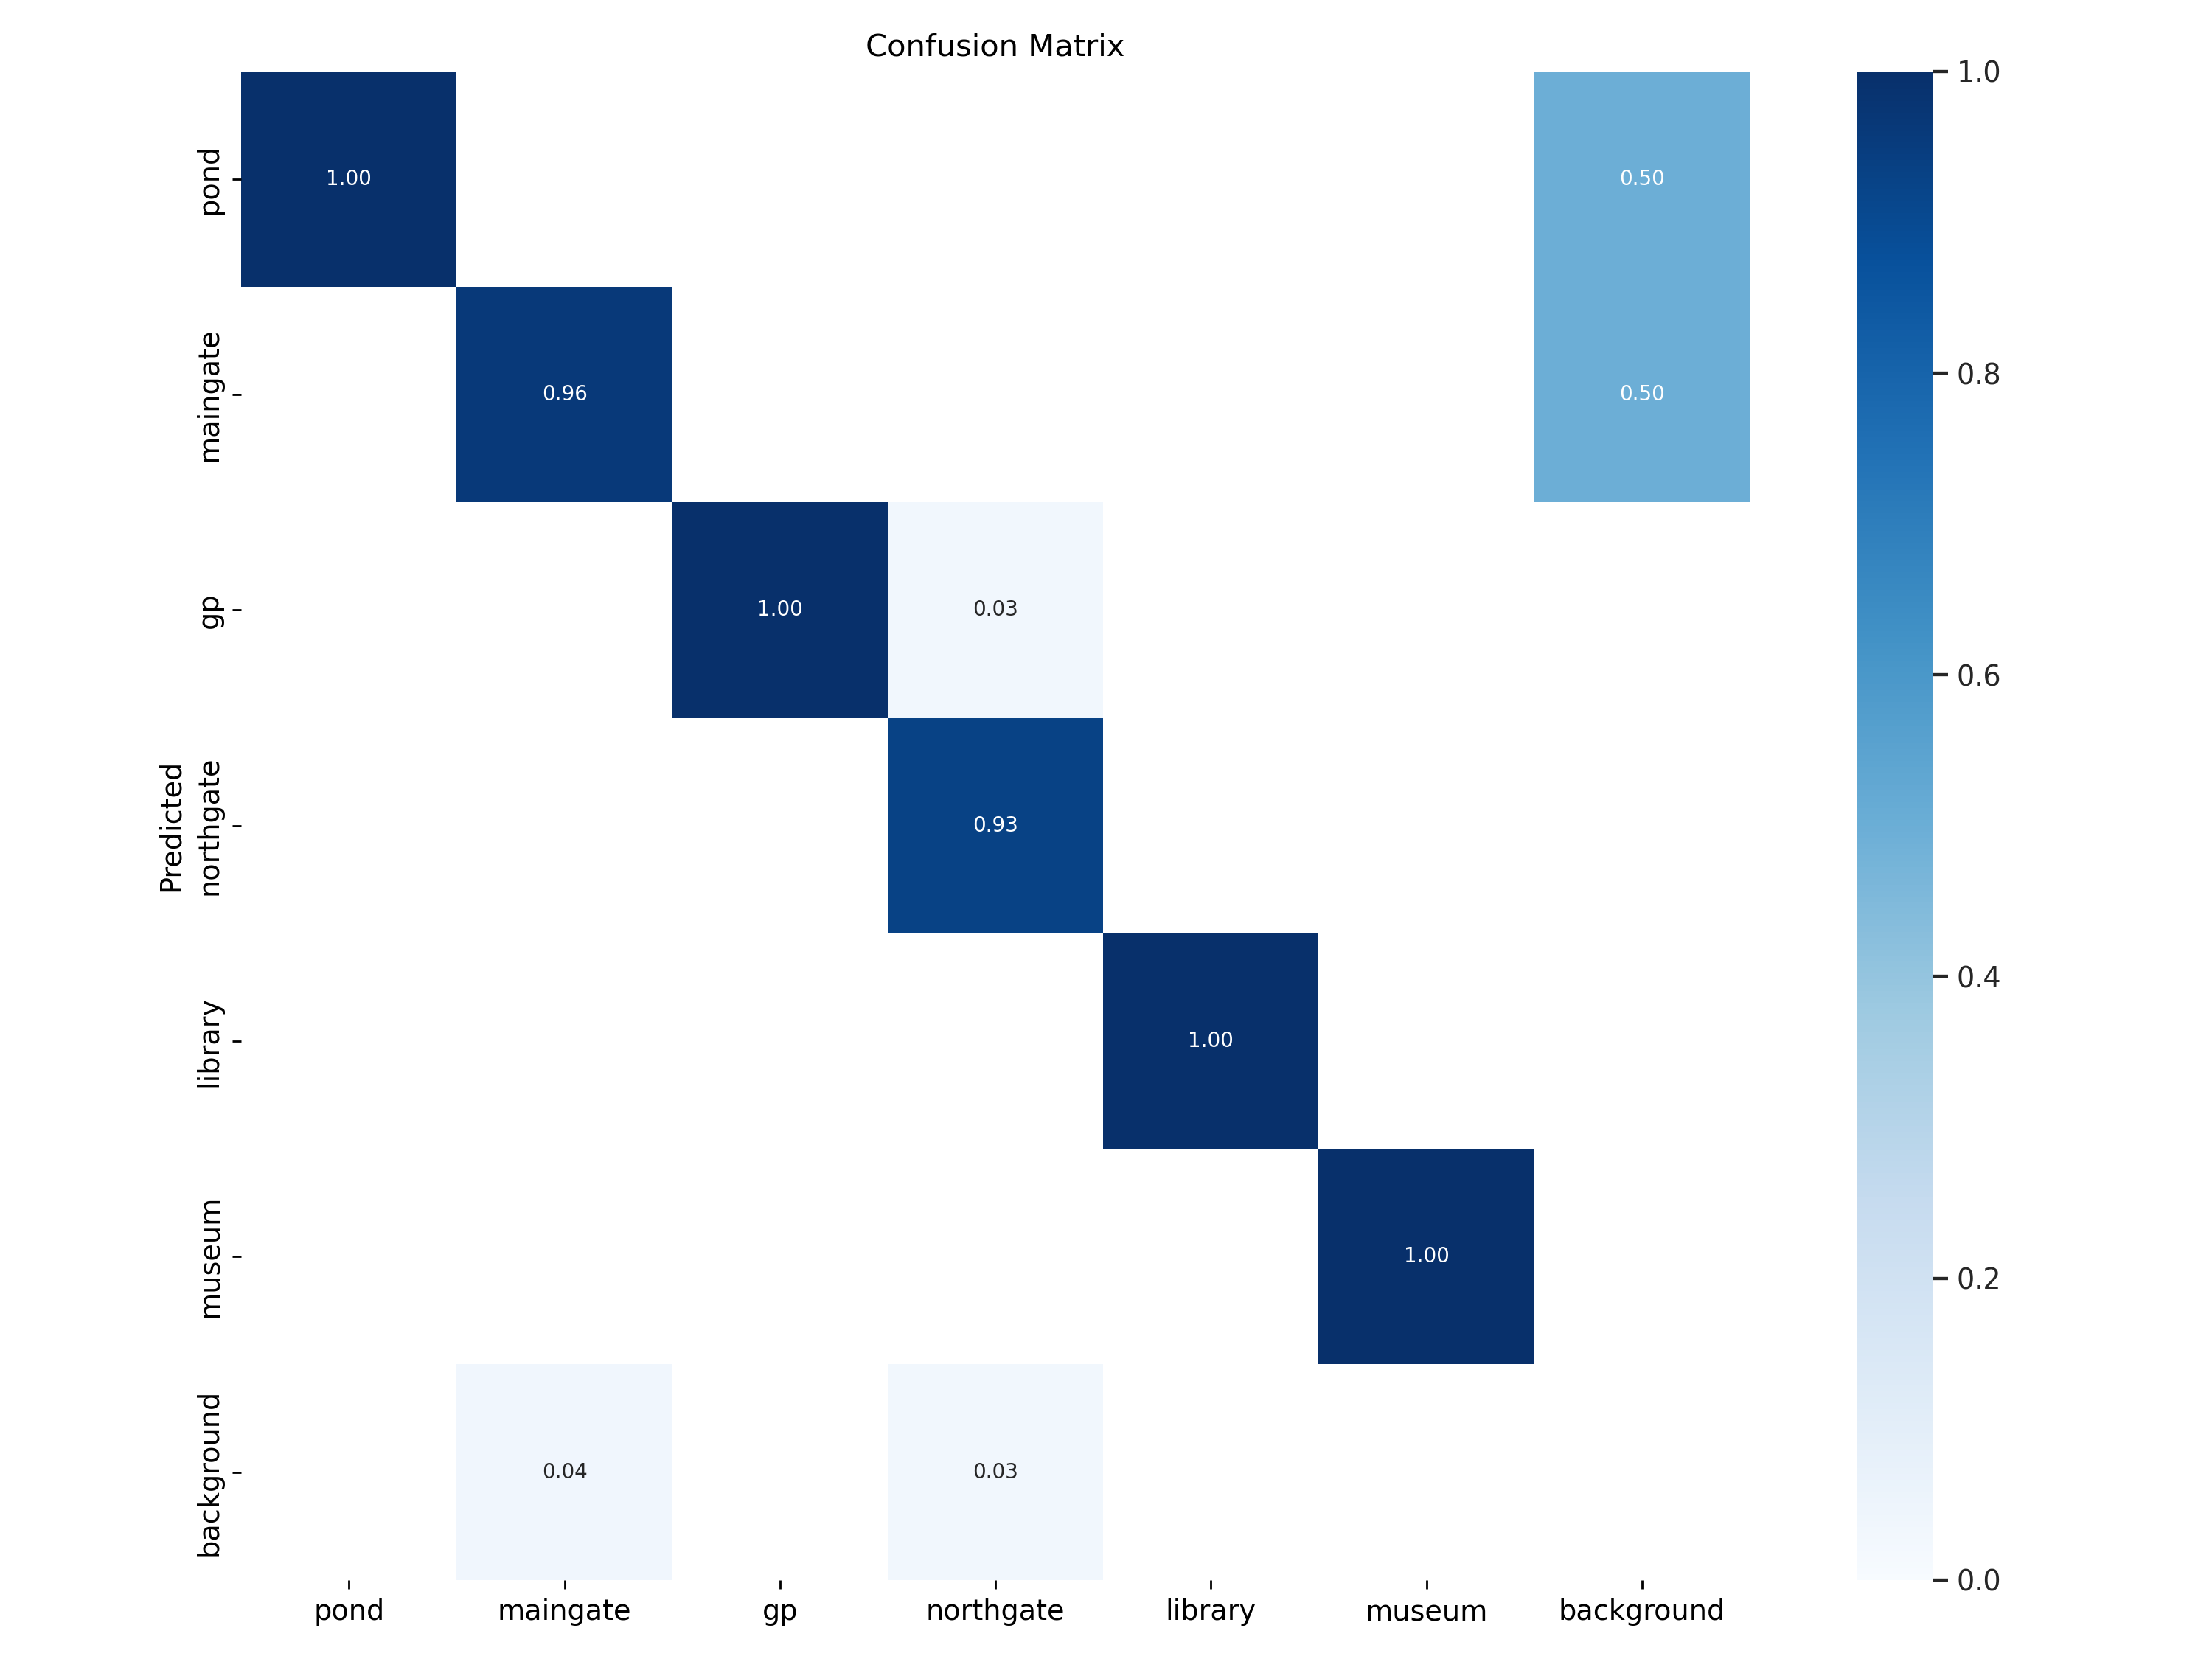 Confusion Matrix
pond
maingate
gp
northgate
library
museum
background
Predicted
1.00
0.50
0.96
0.50
1.00
0.03
0.93
1.00
1.00
0.04
0.03
pond
maingate
gp
northgate
library
museum
background
1.0
0.8
0.6
0.4
0.2
0.0